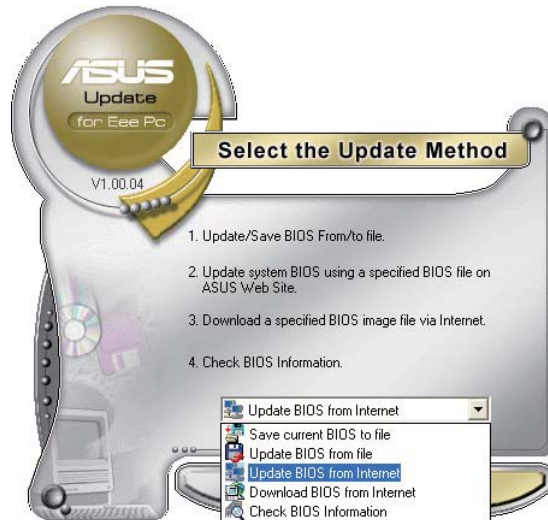 ASUS
Update
for Eee Pc
V1.00.04
Select the Update Method
1. Update/Save BIOS From/to file.
2. Update system BIOS using a specified BIOS file on
ASUS Web Site.
3. Download a specified BIOS image file via Internet.
4. Check BIOS Information.
Update BIOS from Internet
Save current BIOS to file
Update BIOS from file
Update BIOS from Internet
Download BIOS from Internet
Check BIOS Information